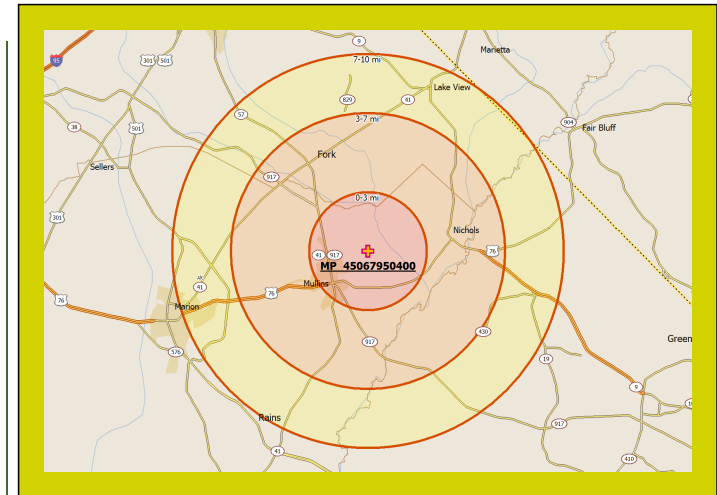 9
Marietta
95
301
501
7-10 mi
Lake View
829
41
57
3-7 mi
904
38
501
Fair Bluff
Fork
Sellers
917
0-3 mi
301
Nichols
41
917
76
MP_45067950400
41
Mullins
76
76
Marion
430
917
Green
576
19
9
Rains
917
41
410